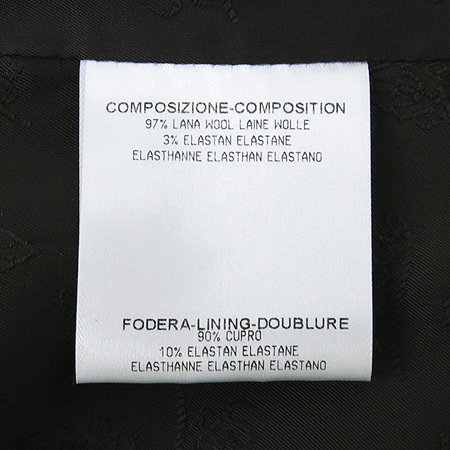 COMPOSIZIONE-COMPOSITION
97% LANA WOOL LAINE WOLLE
3% ELASTAN ELASTANE
ELASTHANNE ELASTHAN ELASTANO
FODERA-LINING-DOUBLURE
90% CUPRO
10% ELASTAN ELASTANE
ELASTHANNE ELASTHAN ELASTANO